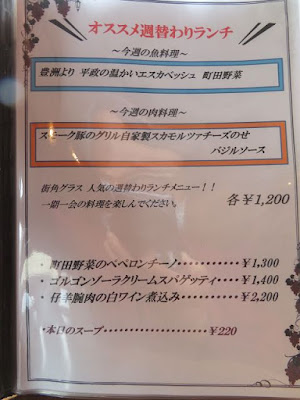 オススメ週替わりランチ
～今週の魚料理～
豊洲より 平政の温かいエスカベッシュ 町田野菜
～今週の肉料理～
スモーク豚のグリル自家製スカモルツァチーズのせ
バジルソース
街角グラス 人気の週替わりランチメニュー！！
一期一会の料理を楽しんでください。
各￥1,200
・町田野菜のペペロンチーノ・・・・・・・・・・・￥1,300
・ゴルゴンゾーラクリームスパゲッティ・・・・￥1,400
・仔羊腕肉の白ワイン煮込み・・・・・・・・・・￥2,200
・本日のスープ・・・・・・・・・・・・・・・・・￥220